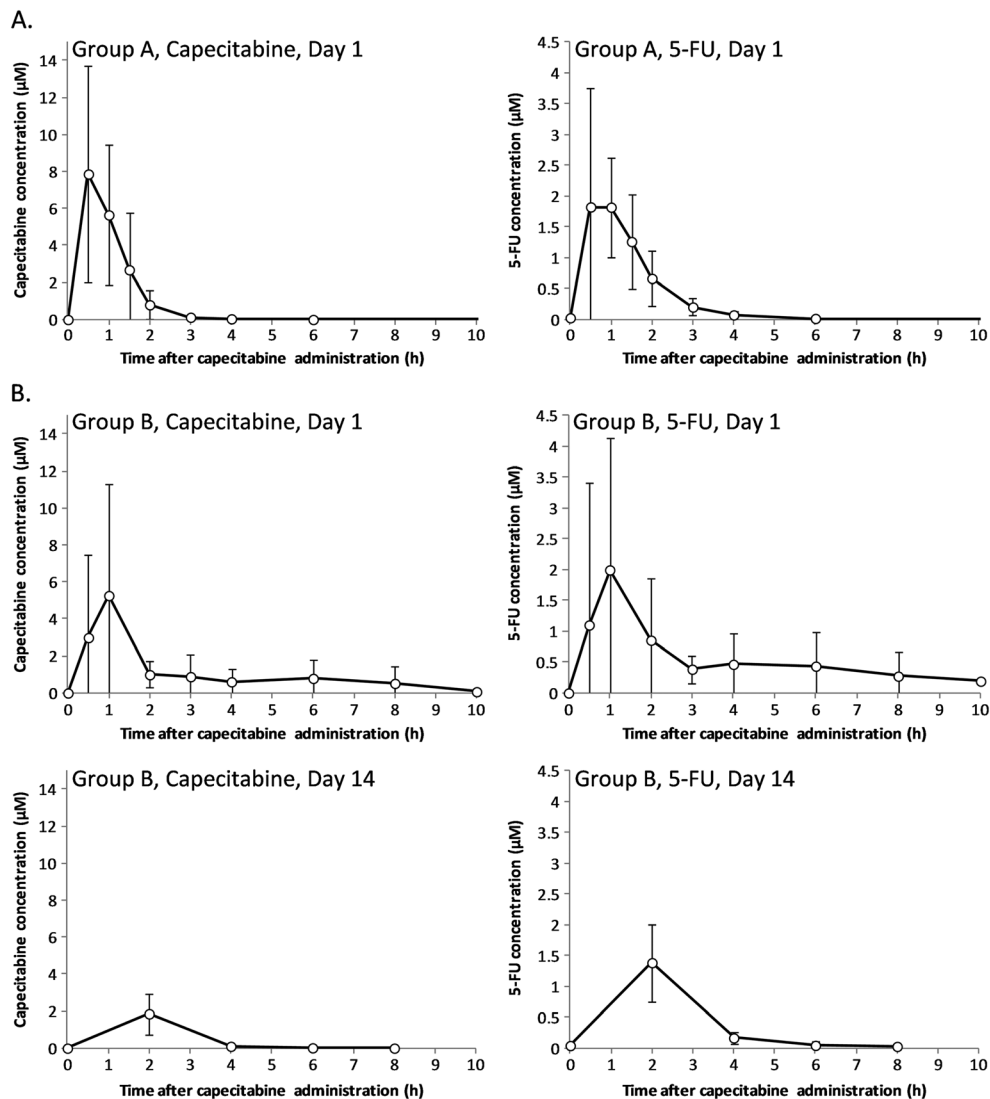 A.
Group A, Capecitabine, Day 1
Capecitabine concentration (µM)
14
12
10
8
6
4
2
0
0 1 2 3 4 5 6 7 8 9 10
Time after capecitabine administration (h)
Group A, 5-FU, Day 1
5-FU concentration (µM)
4.5
4
3.5
3
2.5
2
1.5
1
0.5
0
0 1 2 3 4 5 6 7 8 9 10
Time after capecitabine administration (h)
B.
Group B, Capecitabine, Day 1
Capecitabine concentration (µM)
14
12
10
8
6
4
2
0
0 1 2 3 4 5 6 7 8 9 10
Time after capecitabine administration (h)
Group B, 5-FU, Day 1
5-FU concentration (µM)
4.5
4
3.5
3
2.5
2
1.5
1
0.5
0
0 1 2 3 4 5 6 7 8 9 10
Time after capecitabine administration (h)
Group B, Capecitabine, Day 14
Capecitabine concentration (µM)
14
12
10
8
6
4
2
0
0 1 2 3 4 5 6 7 8 9 10
Time after capecitabine administration (h)
Group B, 5-FU, Day 14
5-FU concentration (µM)
4.5
4
3.5
3
2.5
2
1.5
1
0.5
0
0 1 2 3 4 5 6 7 8 9 10
Time after capecitabine administration (h)